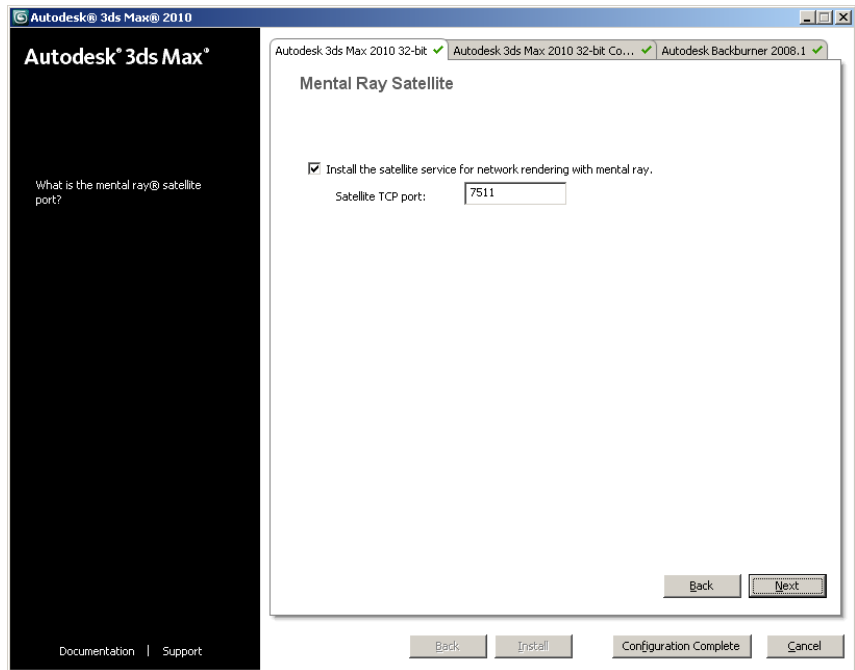 Autodesk® 3ds Max® 2010
Autodesk® 3ds Max®
What is the mental ray® satellite
port?
Documentation | Support
Autodesk 3ds Max 2010 32-bit
Autodesk 3ds Max 2010 32-bit Co...
Autodesk Backburner 2008.1
Mental Ray Satellite
Install the satellite service for network rendering with mental ray.
Satellite TCP port: 7511
Back Next
Back Install Configuration Complete Cancel